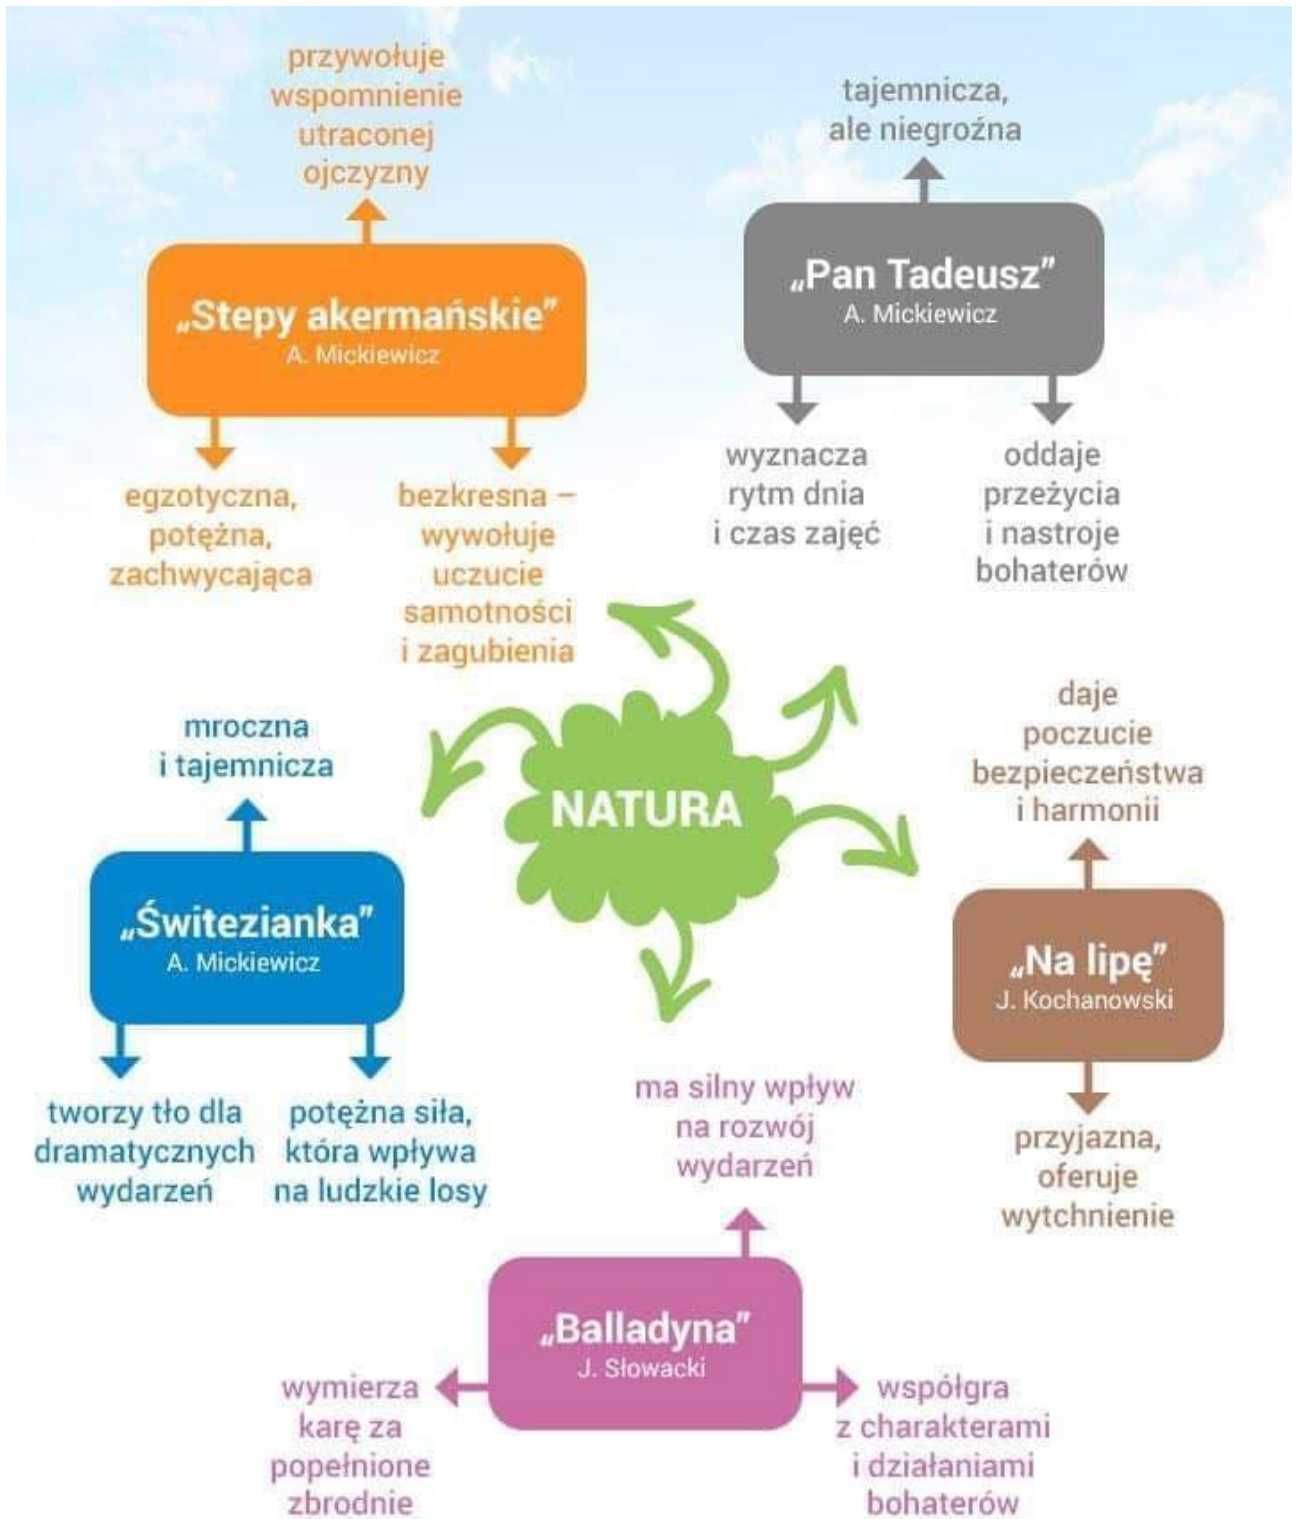 przywołuje
wspomnienie
utraconej
ojczyzny
„Stepy akermańskie”
A. Mickiewicz
egzotyczna,
potężna,
zachwycająca
bezkresna –
wywołuje
uczucie
samotności
i zagubienia
tajemnicza,
ale niegroźna
„Pan Tadeusz”
A. Mickiewicz
wyznacza
rytm dnia
i czas zajęć
oddaje
przeżycia
i nastroje
bohaterów
NATURA
mroczna
i tajemnicza
„Świtezianka”
A. Mickiewicz
tworzy tło dla
dramatycznych
wydarzeń
potężna siła,
która wpływa
na ludzkie losy
daje
poczucie
bezpieczeństwa
i harmonii
„Na lipę”
J. Kochanowski
przyjazna,
oferuje
wytchnienie
ma silny wpływ
na rozwój
wydarzeń
„Balladyna”
J. Słowacki
wymierza
karę za
popełnione
zbrodnie
współgra
z charakterami
i działaniami
bohaterów